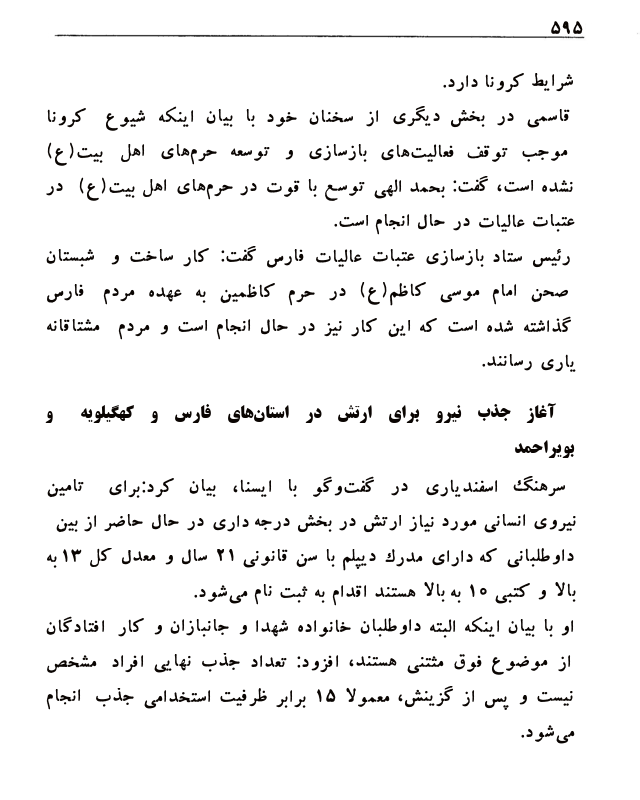 ۵۹۵
شرایط کرونا دارد.
قاسمی در بخش دیگری از سخنان خود با بیان اینکه شیوع کرونا
موجب توقف فعالیت‌های بازسازی و توسعه حرم‌های اهل بیت(ع)
نشده است، گفت: بحمد الهی توسع با قوت در حرم‌های اهل بیت(ع) در
عتبات عالیات در حال انجام است.
رئیس ستاد بازسازی عتبات عالیات فارس گفت: کار ساخت و شبستان
صحن امام موسی کاظم(ع) در حرم کاظمین به عهده مردم فارس
گذاشته شده است که این کار نیز در حال انجام است و مردم مشتاقانه
یاری رسانند.
آغاز جذب نیرو برای ارتش در استان‌های فارس و کهگیلویه و
بویراحمد
سرهنگ اسفندیاری در گفت‌وگو با ایسنا، بیان کرد:برای تامین
نیروی انسانی مورد نیاز ارتش در بخش درجه داری در حال حاضر از بین
داوطلبانی که دارای مدرك دیپلم با سن قانونی ۲۱ سال و معدل کل ۱۳ به
بالا و کتبی ۱۰ به بالا هستند اقدام به ثبت نام می‌شود.
او با بیان اینکه البته داوطلبان خانواده شهدا و جانبازان و کار افتادگان
از موضوع فوق مثتنی هستند، افزود: تعداد جذب نهایی افراد مشخص
نیست و پس از گزینش، معمولا ۱۵ برابر ظرفیت استخدامی جذب انجام
می‌شود.